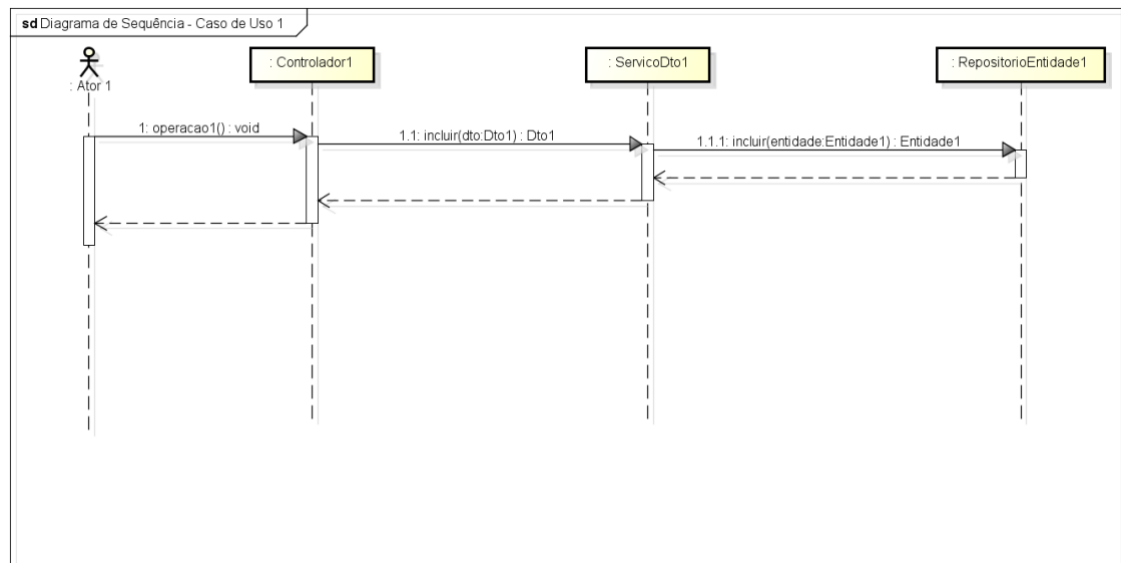 sd Diagrama de Sequência - Caso de Uso 1
: Ator 1
: Controlador1
: ServicoDto1
: RepositorioEntidade1
1: operacao1() : void
1.1: incluir(dto:Dto1) : Dto1
1.1.1: incluir(entidade:Entidade1) : Entidade1